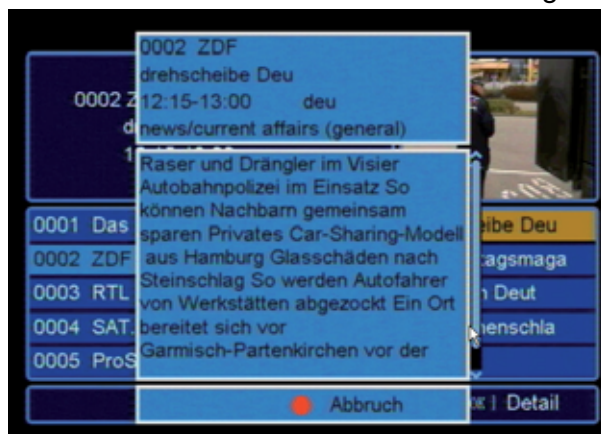 0002 ZDF
drehscheibe Deu
12:15-13:00 deu
news/current affairs (general)
0002 Z
d
Raser und Drängler im Visier
Autobahnpolizei im Einsatz So
können Nachbarn gemeinsam
sparen Privates Car-Sharing-Modell
aus Hamburg Glasschäden nach
Steinschlag So werden Autofahrer
von Werkstätten abgezockt Ein Ort
bereitet sich vor
Garmisch-Partenkirchen vor der
0001 Das
eibe Deu
0002 ZDF
tagsmaga
0003 RTL
n Deut
0004 SAT.
henschla
0005 ProS
Abbruch
OK] Detail